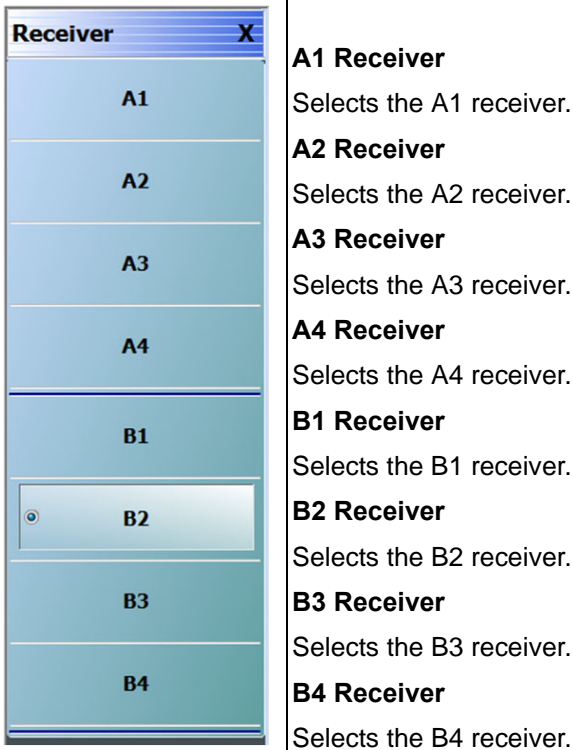 Receiver X
A1
A2
A3
A4
B1
B2
B3
B4
A1 Receiver
Selects the A1 receiver.
A2 Receiver
Selects the A2 receiver.
A3 Receiver
Selects the A3 receiver.
A4 Receiver
Selects the A4 receiver.
B1 Receiver
Selects the B1 receiver.
B2 Receiver
Selects the B2 receiver.
B3 Receiver
Selects the B3 receiver.
B4 Receiver
Selects the B4 receiver.